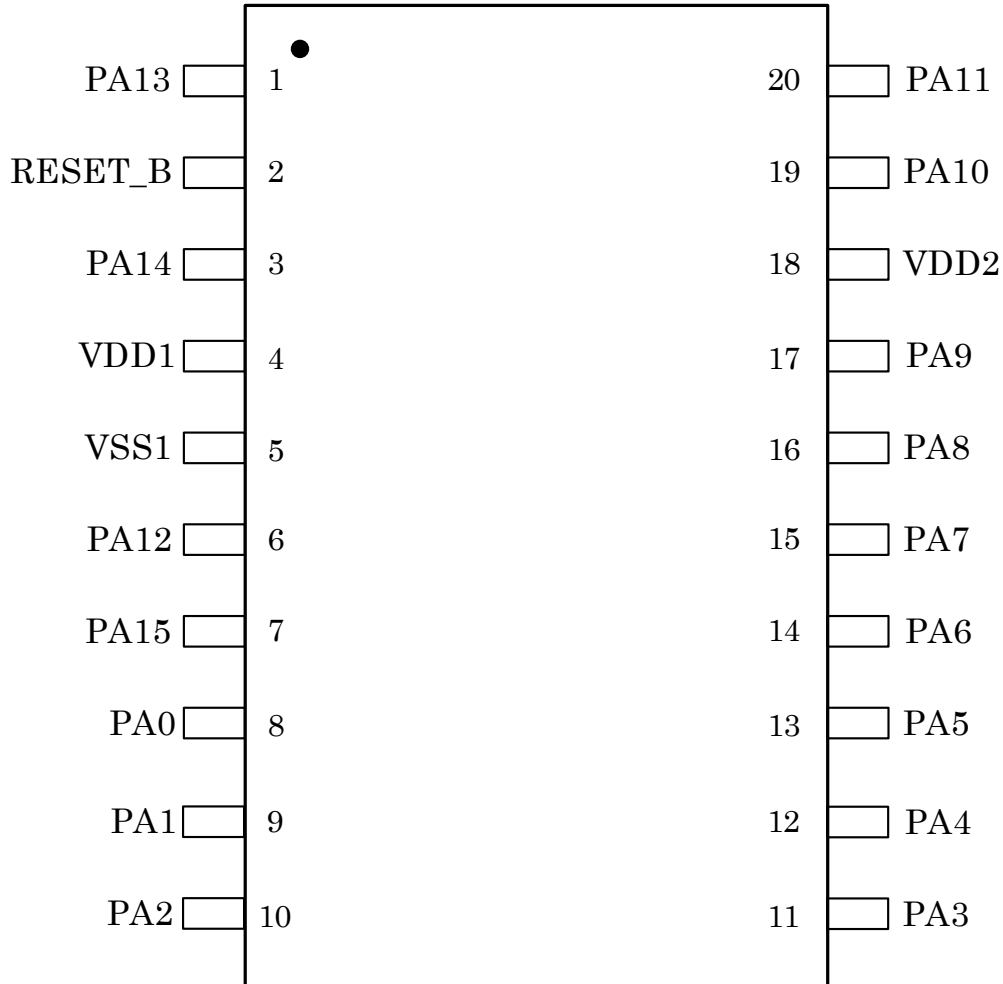 PA13 1 20 PA11
RESET_B 2 19 PA10
PA14 3 18 VDD2
VDD1 4 17 PA9
VSS1 5 16 PA8
PA12 6 15 PA7
PA15 7 14 PA6
PA0 8 13 PA5
PA1 9 12 PA4
PA2 10 11 PA3